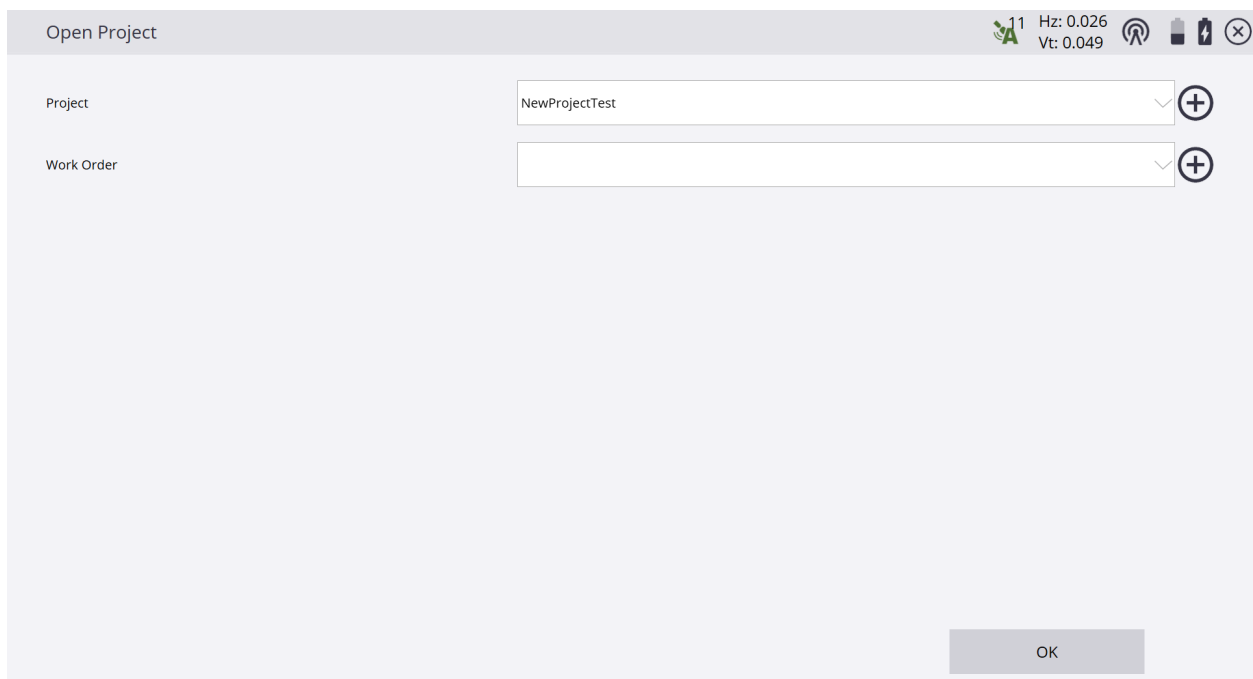 Open Project
11
A
Hz: 0.026
Vt: 0.049
Project
NewProjectTest
Work Order
OK